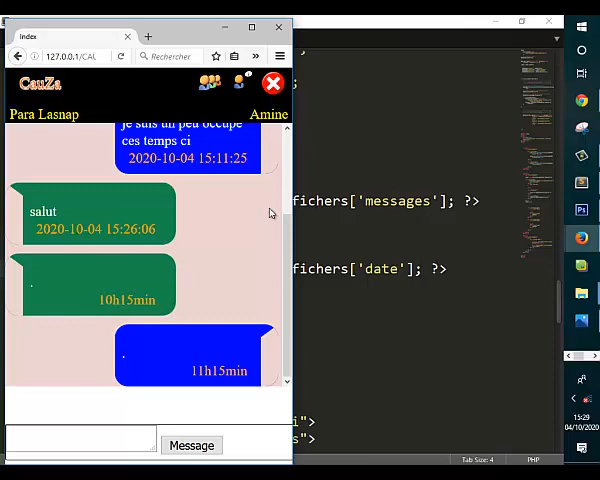 Index
127.0.0.1/CAU
Rechercher
CauZa
Para Lasnap
Amine
je suis un peu occupe
ces temps ci
2020-10-04 15:11:25
salut
2020-10-04 15:26:06
.
10h15min
.
11h15min
Message
;
fichers['messages']; ?>
fichers['date']; ?>
i">
s">
Tab Size: 4
PHP
15:29
04/10/2020